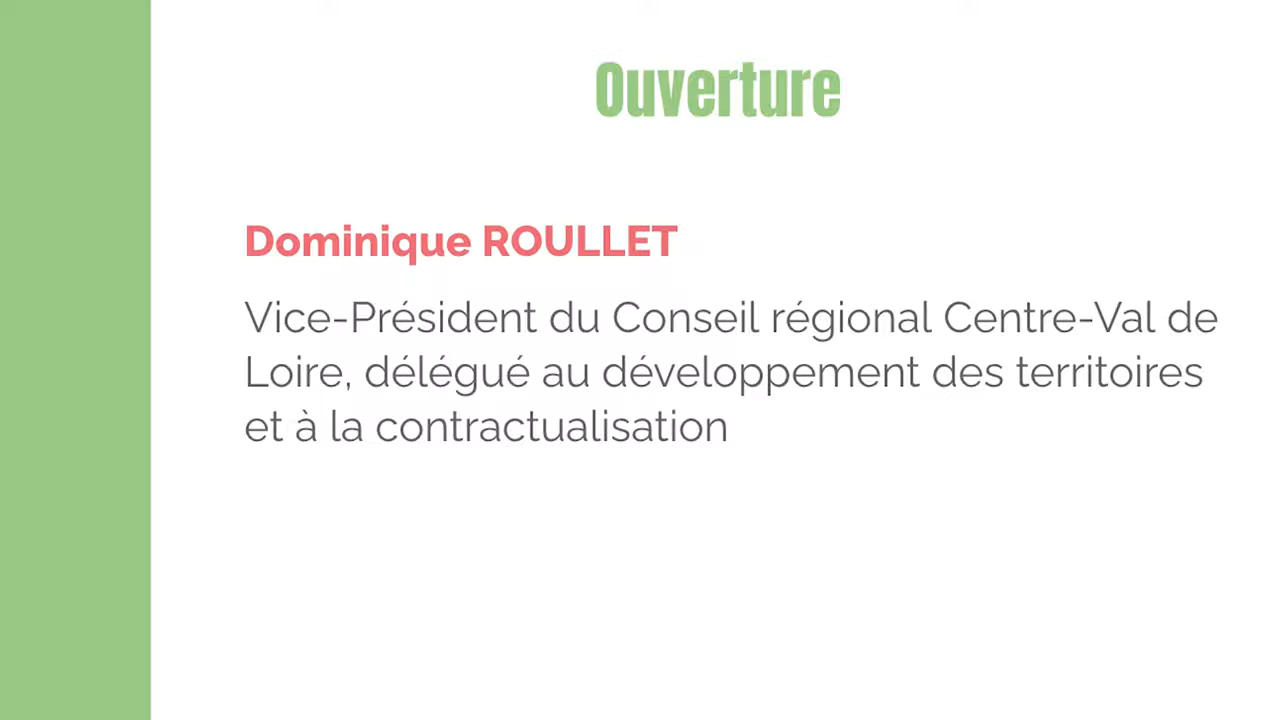 Ouverture
Dominique ROULLET
Vice-Président du Conseil régional Centre-Val de
Loire, délégué au développement des territoires
et à la contractualisation